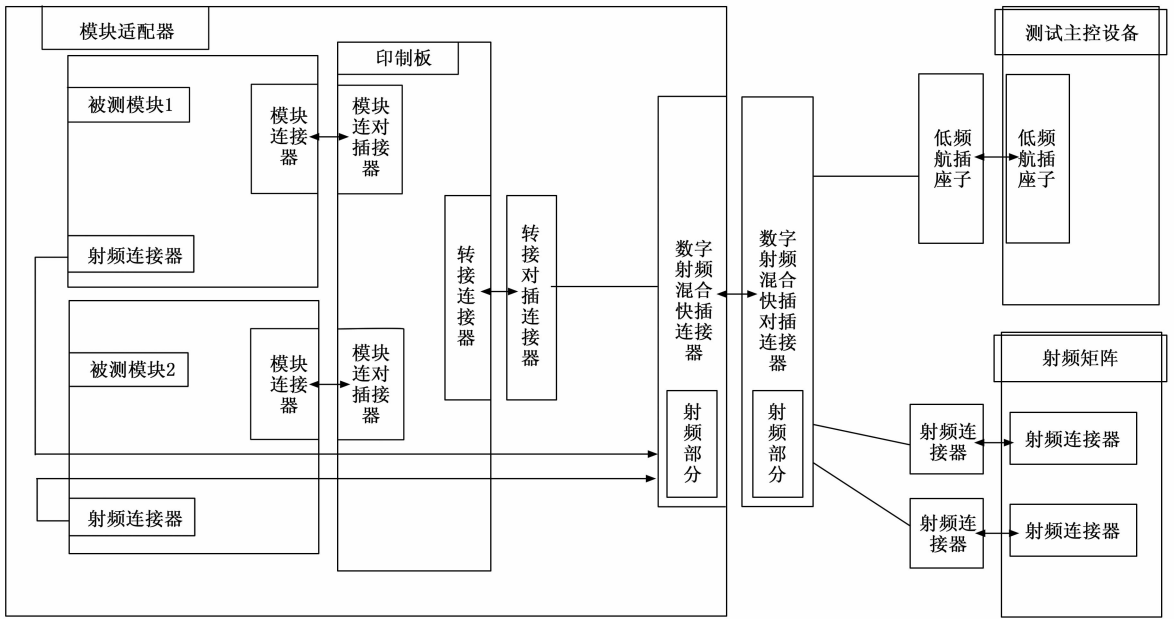 模块适配器
印制板
被测模块1
模块
连接
器
模块
连对
插接
器
射频连接器
被测模块2
模块
连接
器
模块
连对
插接
器
射频连接器
转
接
连
接
器
转
接
对
插
连
接
器
数字
射频
混合
快插
连接
器
射
频
部
分
数字
射频
混合
快插
对插
连接
器
射
频
部
分
测试主控设备
低频
航插
座子
低频
航插
座子
射频矩阵
射频连
接器
射频连接器
射频连
接器
射频连接器